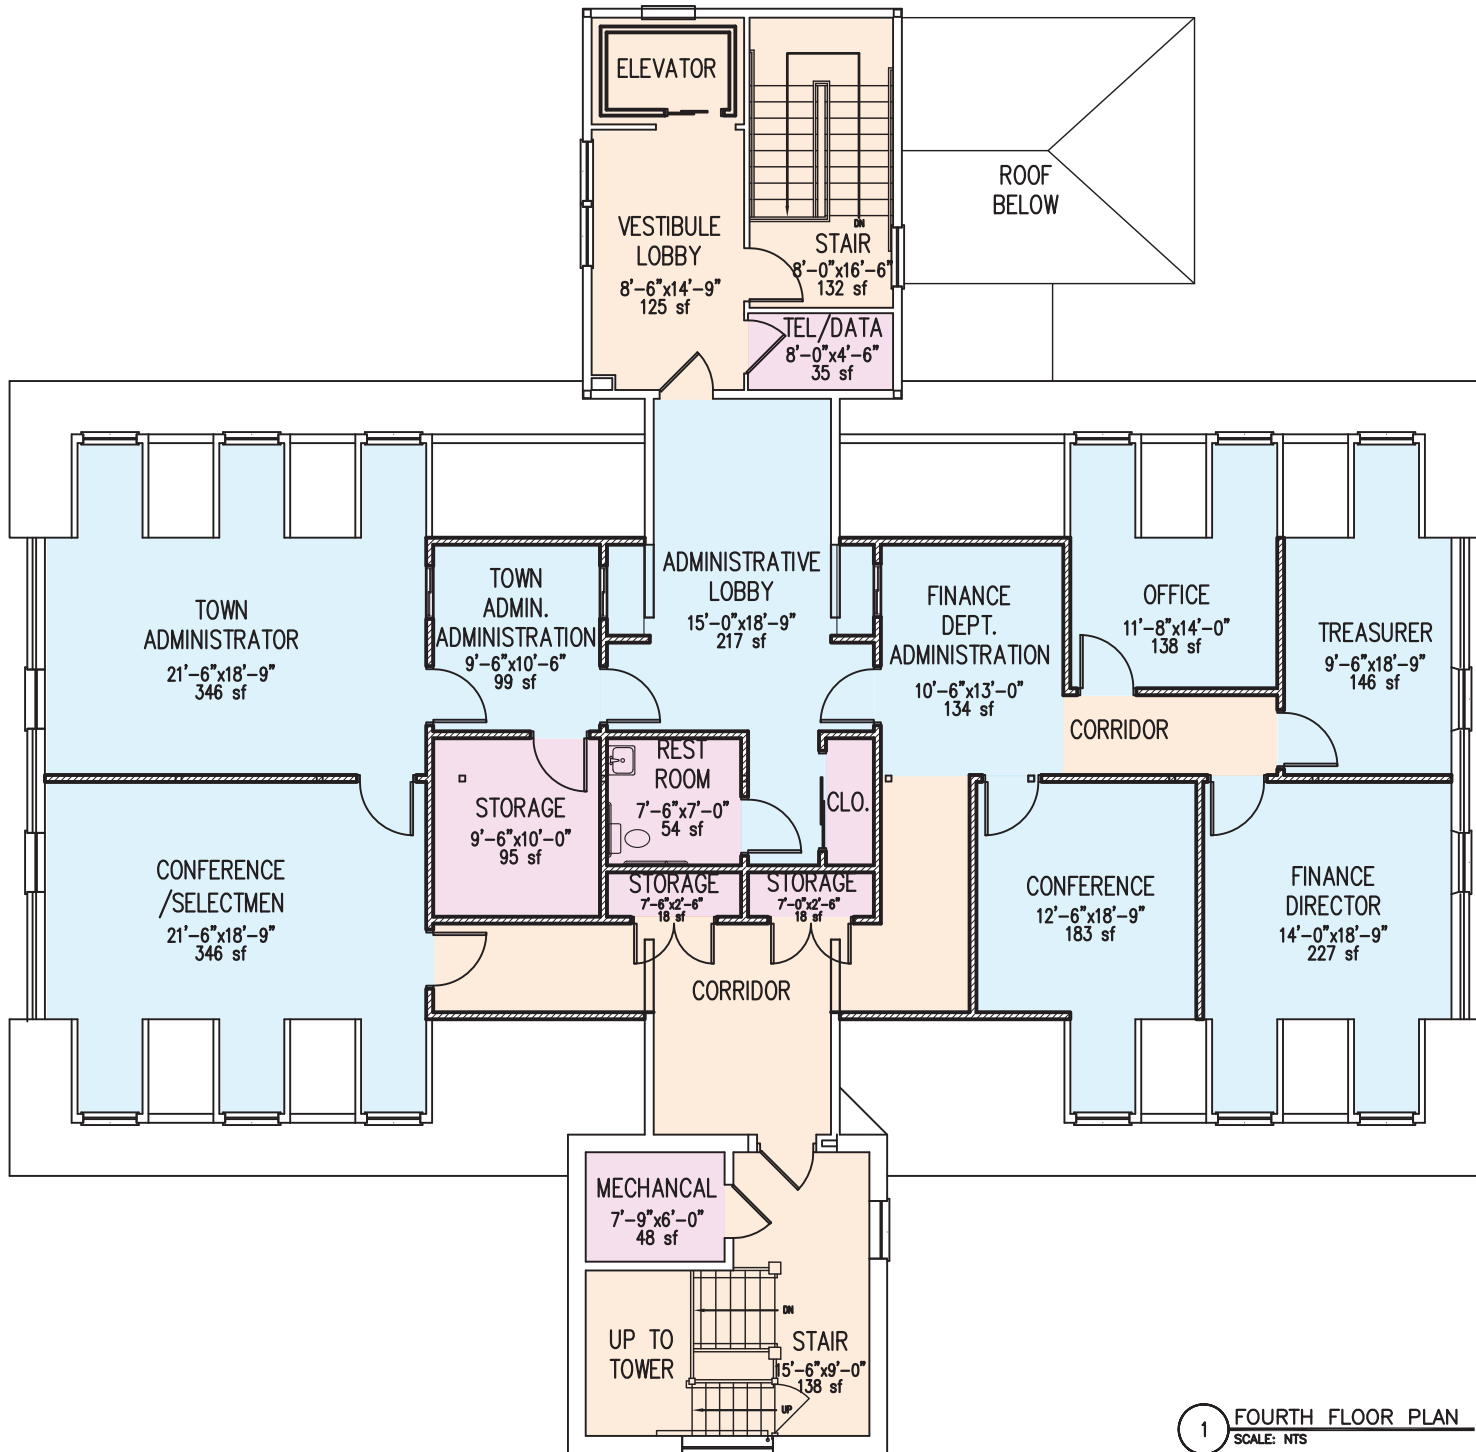 ELEVATOR
ROOF
BELOW
VESTIBULE
LOBBY
8'-6"x14'-9"
125 sf
DN
STAIR
8'-0"x16'-6"
132 sf
TEL/DATA
8'-0"x4'-6"
35 sf
TOWN
ADMINISTRATOR
21'-6"x18'-9"
346 sf
TOWN
ADMIN.
ADMINISTRATION
9'-6"x10'-6"
99 sf
ADMINISTRATIVE
LOBBY
15'-0"x18'-9"
217 sf
FINANCE
DEPT.
ADMINISTRATION
10'-6"x13'-0"
134 sf
OFFICE
11'-8"x14'-0"
138 sf
TREASURER
9'-6"x18'-9"
146 sf
CORRIDOR
STORAGE
9'-6"x10'-0"
95 sf
REST
ROOM
7'-6"x7'-0"
54 sf
CLO.
CONFERENCE
/SELECTMEN
21'-6"x18'-9"
346 sf
STORAGE
7'-6"x2'-6"
18 sf
STORAGE
7'-0"x2'-6"
18 sf
CONFERENCE
12'-6"x18'-9"
183 sf
FINANCE
DIRECTOR
14'-0"x18'-9"
227 sf
CORRIDOR
MECHANCAL
7'-9"x6'-0"
48 sf
DN
UP TO
TOWER
STAIR
15'-6"x9'-0"
138 sf
UP
1
FOURTH FLOOR PLAN
SCALE: NTS